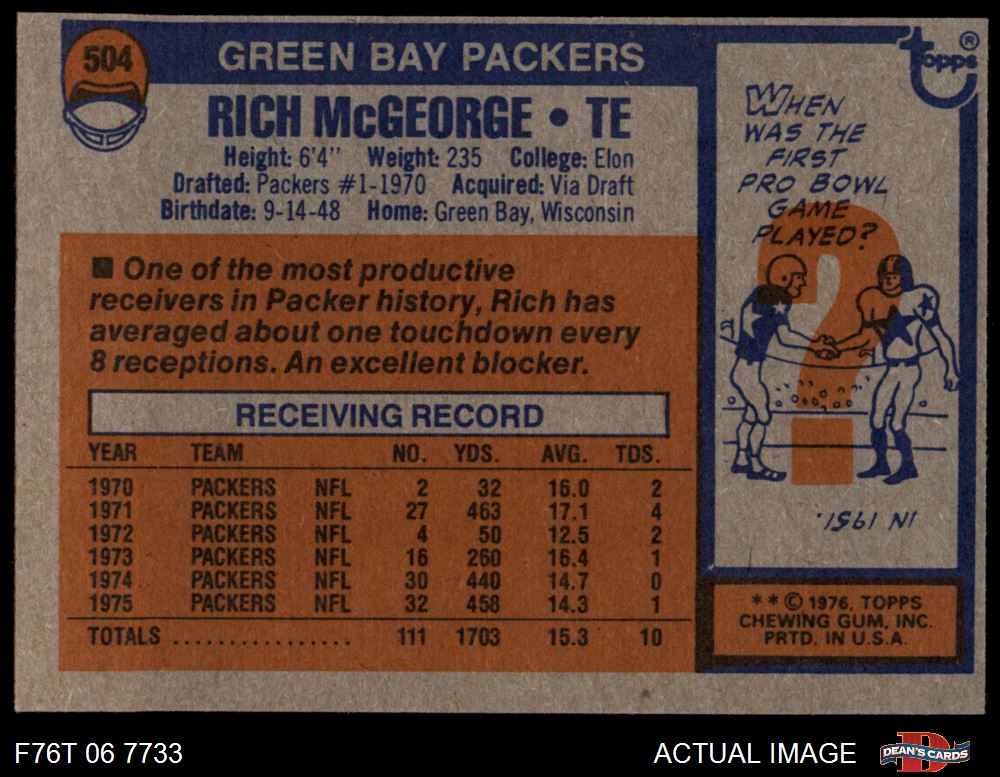 504
GREEN BAY PACKERS
RICH McGEORGE • TE
Height: 6'4" Weight: 235 College: Elon
Drafted: Packers #1-1970 Acquired: Via Draft
Birthdate: 9-14-48 Home: Green Bay, Wisconsin
■ One of the most productive
receivers in Packer history, Rich has
averaged about one touchdown every
8 receptions. An excellent blocker.
RECEIVING RECORD
YEAR TEAM NO. YDS. AVG. TDS.
1970 PACKERS NFL 2 32 16.0 2
1971 PACKERS NFL 27 463 17.1 4
1972 PACKERS NFL 4 50 12.5 2
1973 PACKERS NFL 16 260 16.4 1
1974 PACKERS NFL 30 440 14.7 0
1975 PACKERS NFL 32 458 14.3 1
TOTALS ................. 111 1703 15.3 10
topps ®
WHEN
WAS THE
FIRST
PRO BOWL
GAME
PLAYED?
?
IN 1951.
* * © 1976, TOPPS
CHEWING GUM, INC.
PRTD. IN U.S.A.
F76T 06 7733
ACTUAL IMAGE
DEAN'S CARDS